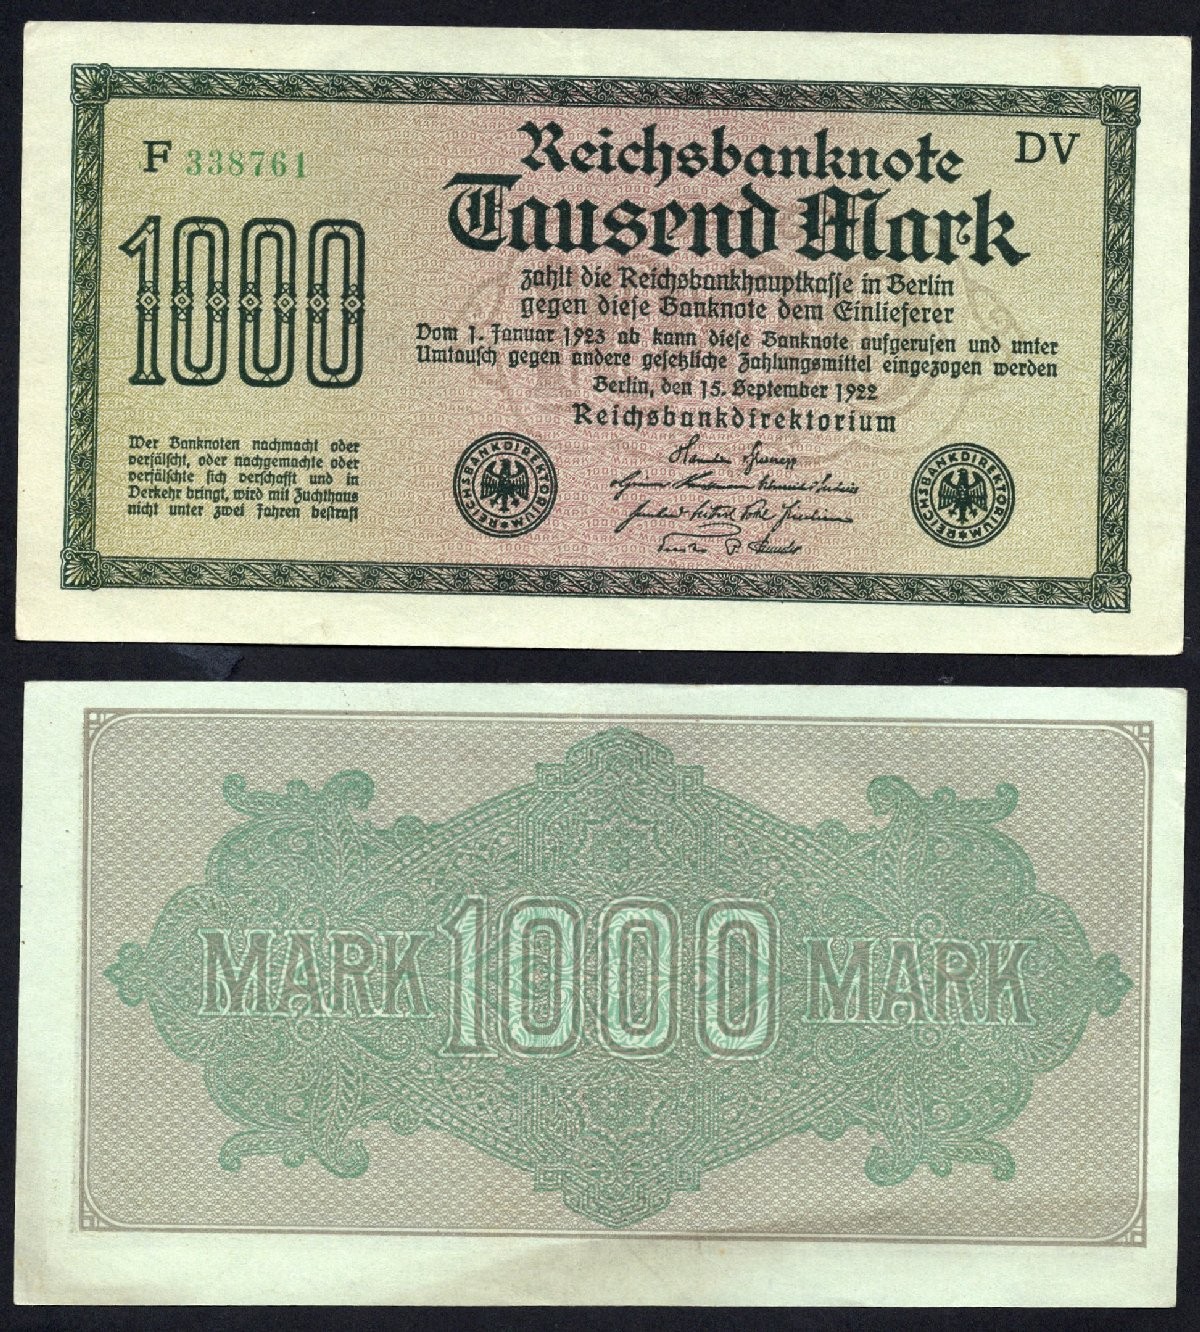 F 338761
DV
Reichsbanknote
Tausend Mark
zahlt die Reichsbankhauptkasse in Berlin
gegen diese Banknote dem Einlieferer
Vom 1. Januar 1923 ab kann diese Banknote aufgerufen und unter
Umtausch gegen andere gesetzliche Zahlungsmittel eingezogen werden
Berlin, den 15. September 1922
Reichsbankdirektorium
1000
Wer Banknoten nachmacht oder
verfälscht, oder nachgemachte oder
verfälschte sich verschafft und in
Verkehr bringt, wird mit Zuchthaus
nicht unter zwei Jahren bestraft
REICHSBANKDIREKTORIUM
REICHSBANKDIREKTORIUM
MARK 1000 MARK